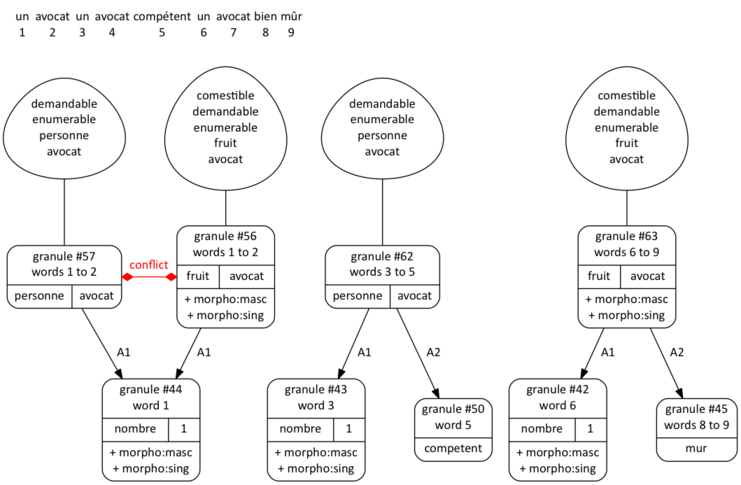 un avocat un avocat compétent un avocat bien mûr
1 2 3 4 5 6 7 8 9
demandable
enumerable
personne
avocat
comestible
demandable
enumerable
fruit
avocat
demandable
enumerable
personne
avocat
comestible
demandable
enumerable
fruit
avocat
granule #57
words 1 to 2
personne avocat
conflict
granule #56
words 1 to 2
fruit avocat
+ morpho:masc
+ morpho:sing
granule #62
words 3 to 5
personne avocat
granule #63
words 6 to 9
fruit avocat
+ morpho:masc
+ morpho:sing
A1 A1 A1 A2 A1 A2
granule #44
word 1
nombre 1
+ morpho:masc
+ morpho:sing
granule #43
word 3
nombre 1
+ morpho:masc
+ morpho:sing
granule #50
word 5
competent
granule #42
word 6
nombre 1
+ morpho:masc
+ morpho:sing
granule #45
words 8 to 9
mur